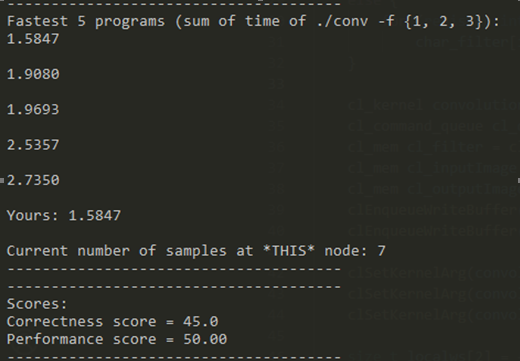 -------------------------------------
Fastest 5 programs (sum of time of ./conv -f {1, 2, 3}):
1.5847
1.9080
1.9693
2.5357
2.7350
Yours: 1.5847
Current number of samples at *THIS* node: 7
-------------------------------------
-------------------------------------
Scores:
Correctness score = 45.0
Performance score = 50.00
-------------------------------------